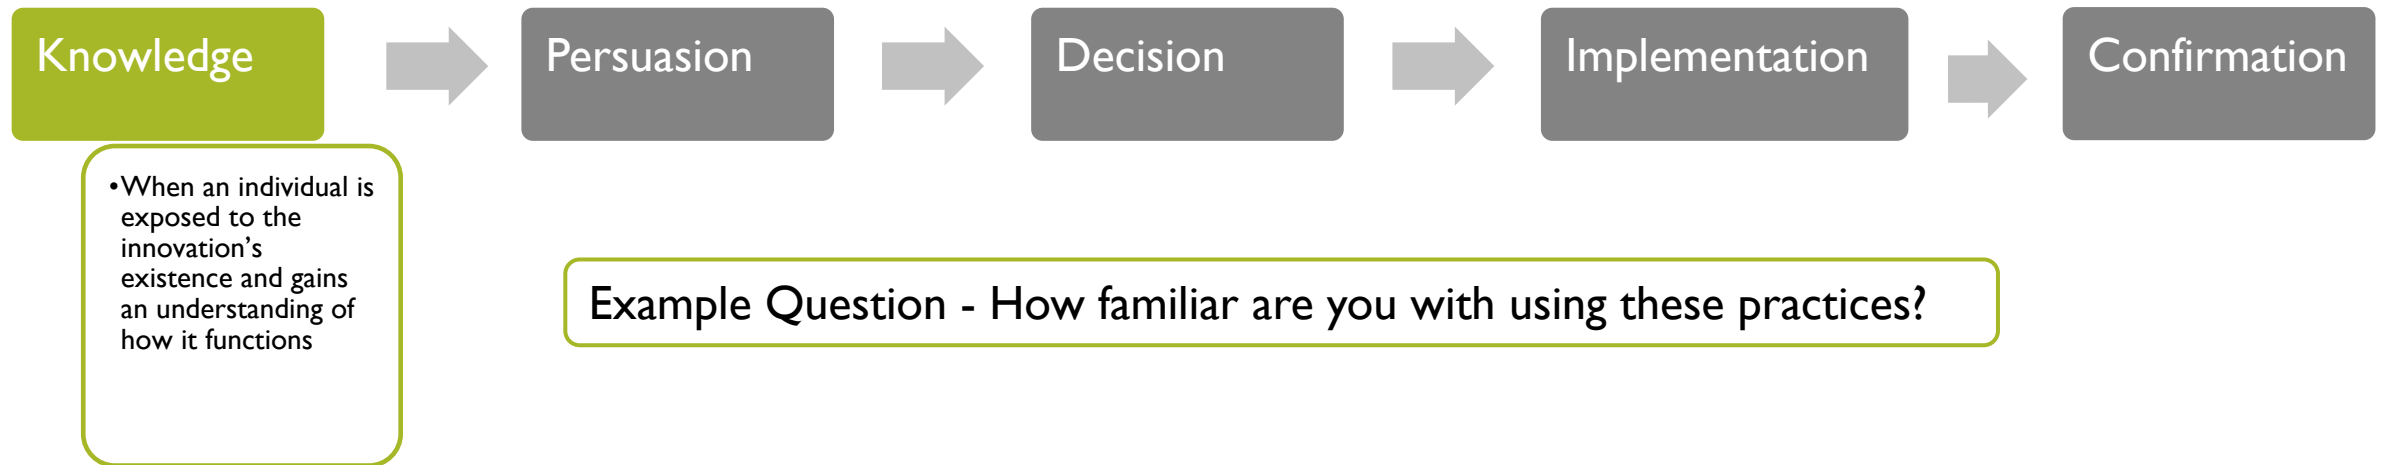 Knowledge
Persuasion
Decision
Implementation
Confirmation
•When an individual is
exposed to the
innovation’s
existence and gains
an understanding of
how it functions
Example Question - How familiar are you with using these practices?